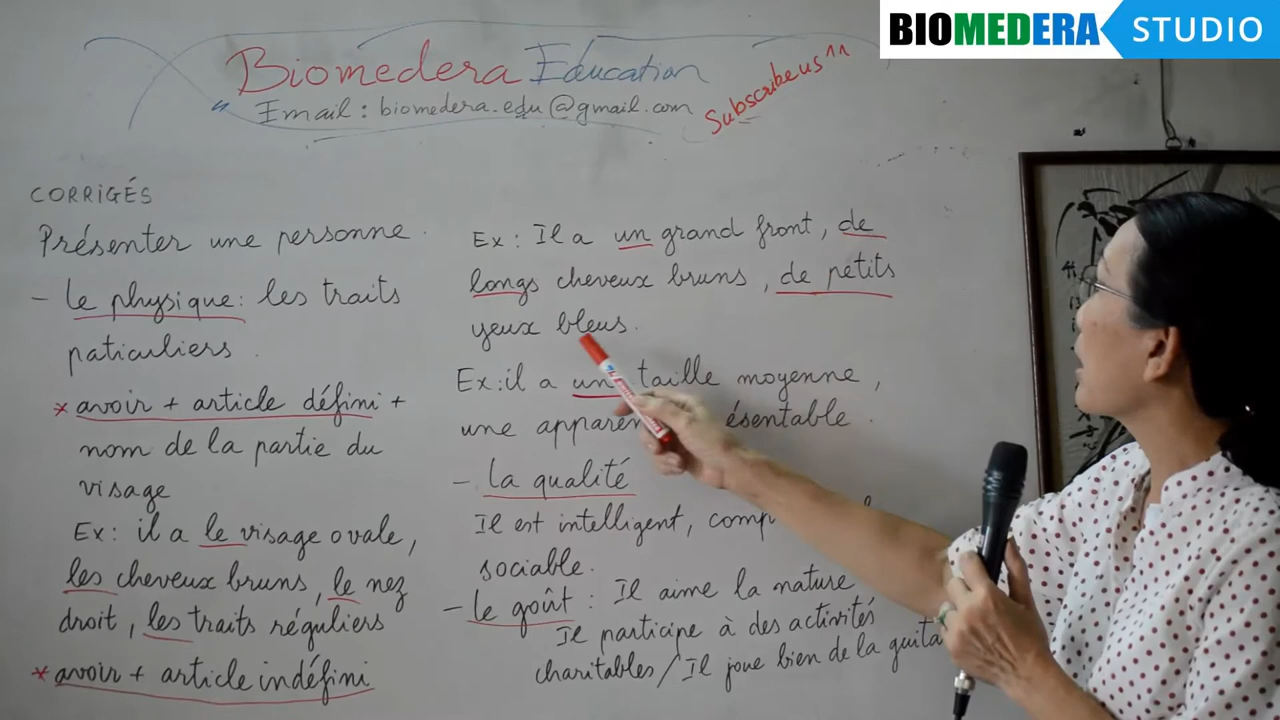 BIOMEDERA STUDIO
Biomedera Education
Email : biomedera.edu@gmail.com
Subscribe us ^^
CORRIGÉS
Présenter une personne.
- le physique : les traits
paticuliers.
* avoir + article défini +
nom de la partie du
visage
Ex : il a le visage ovale,
les cheveux bruns, le nez
droit, les traits réguliers
* avoir + article indéfini
Ex : Il a un grand front, de
longs cheveux bruns, de petits
yeux bleus.
Ex : il a un taille moyenne,
une
- la qualité
Il est intelligent,
sociable.
- le goût : Il aime la nature
Il participe à des activités
charitables / Il joue bien de la